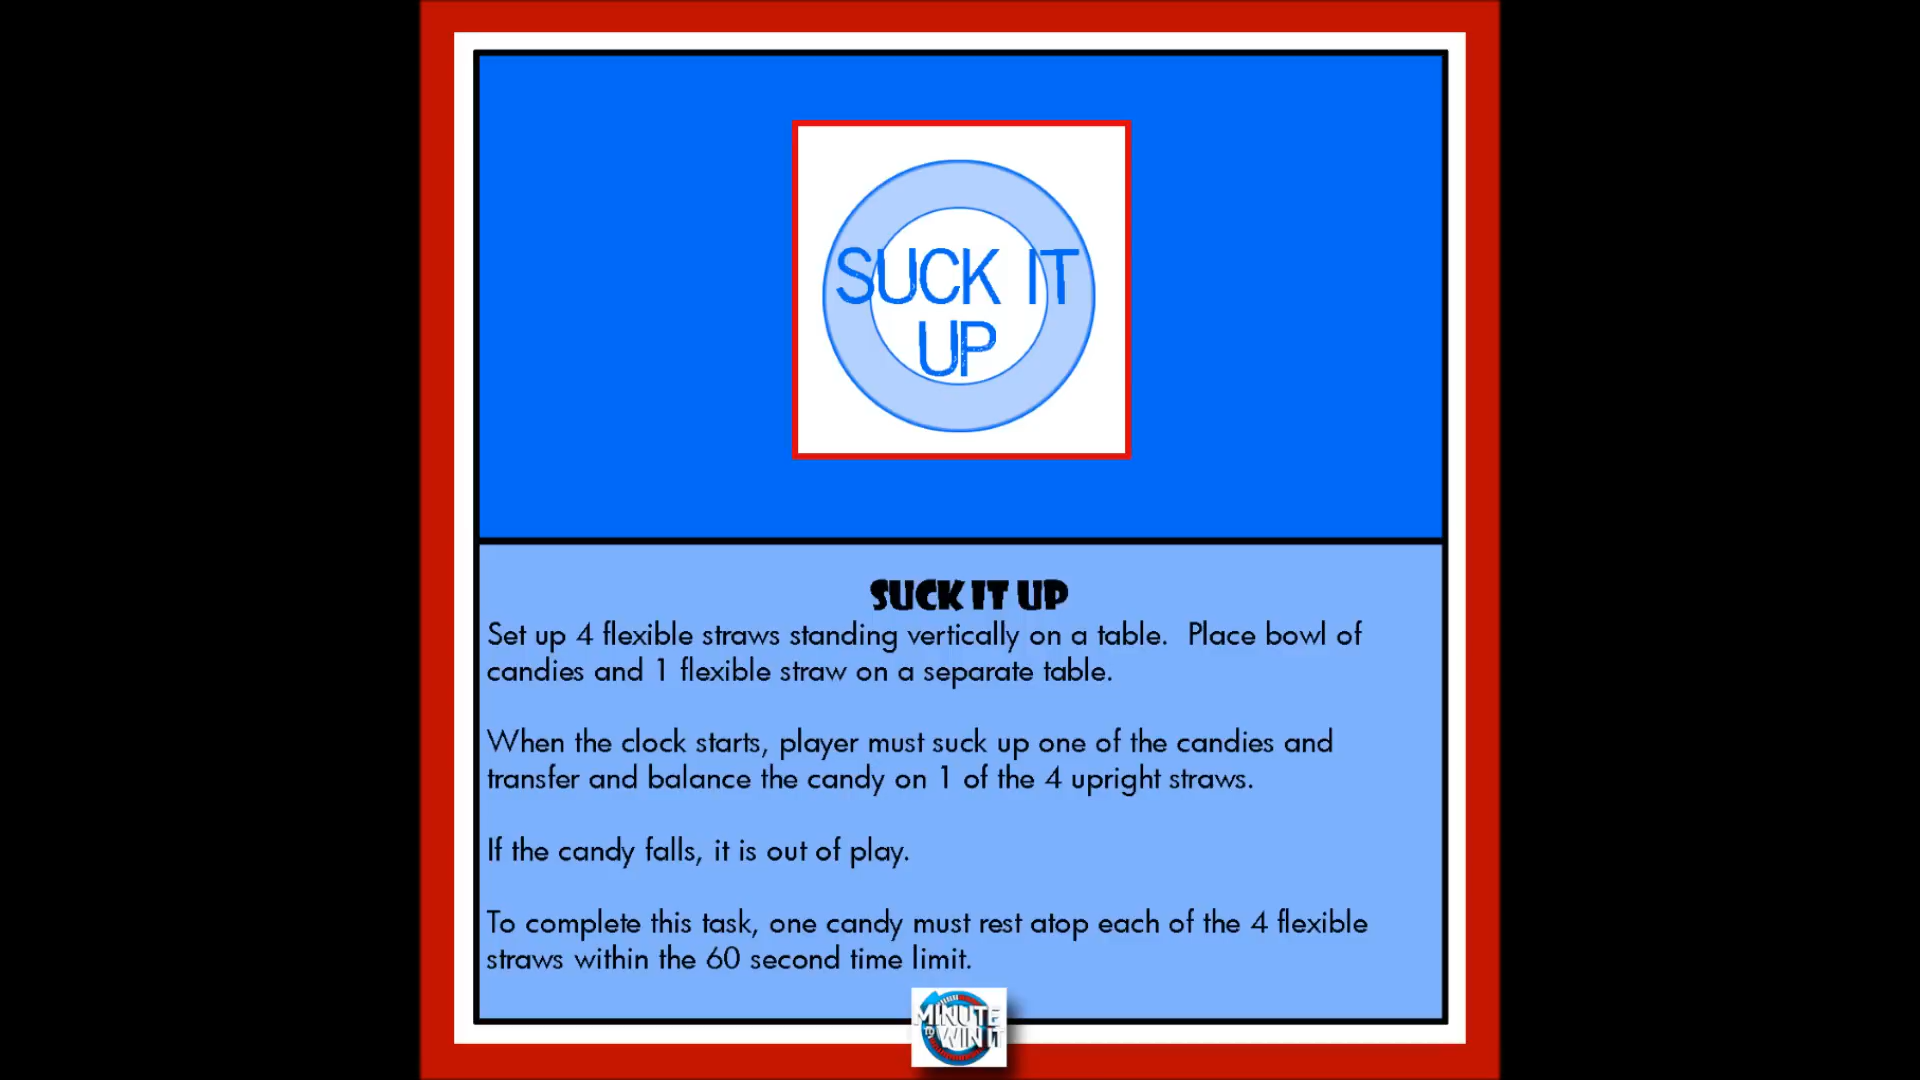 SUCK IT
UP
SUCK IT UP
Set up 4 flexible straws standing vertically on a table.  Place bowl of
candies and 1 flexible straw on a separate table.
When the clock starts, player must suck up one of the candies and
transfer and balance the candy on 1 of the 4 upright straws.
If the candy falls, it is out of play.
To complete this task, one candy must rest atop each of the 4 flexible
straws within the 60 second time limit.
MINUTE
TO WIN IT